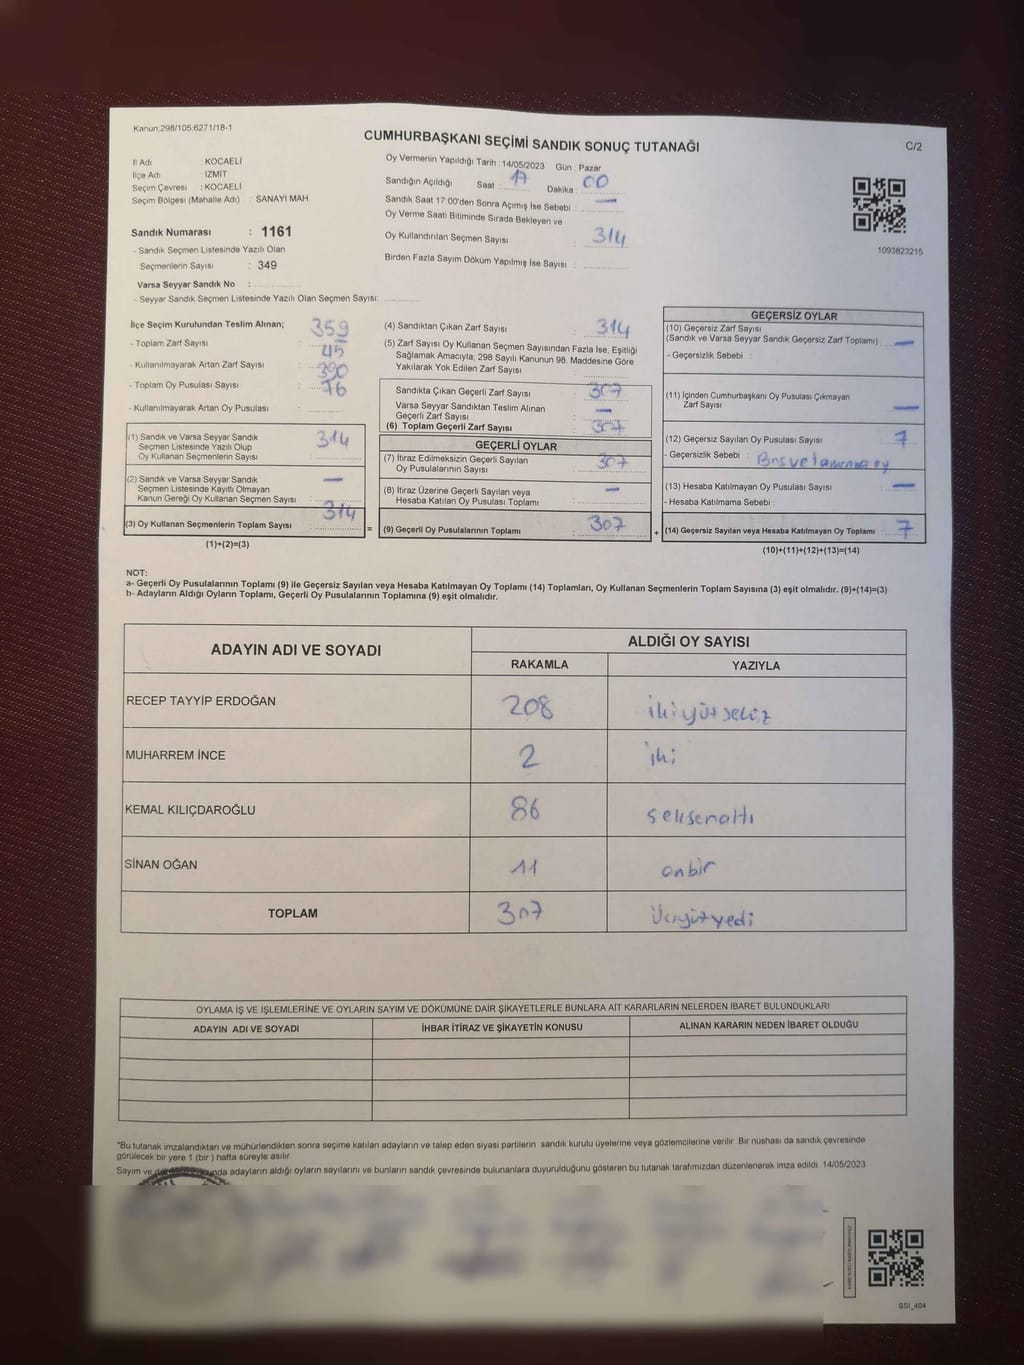 Kanun:298/105;6271/18-1
CUMHURBAŞKANI SEÇİMİ SANDIK SONUÇ TUTANAĞI
C/2
İl Adı KOCAELİ
İlçe Adı İZMİT
Seçim Çevresi : KOCAELİ
Seçim Bölgesi (Mahalle Adı) SANAYİ MAH
Oy Vermenin Yapıldığı Tarih : 14/05/2023 Gün : Pazar
Sandığın Açıldığı Saat : 17 Dakika : 00
Sandık Saat 17:00'den Sonra Açımış İse Sebebi : —
Oy Verme Saati Bitiminde Sırada Bekleyen ve
Oy Kullandırılan Seçmen Sayısı : 314
Birden Fazla Sayım Döküm Yapılmış İse Sayısı :
1093823215
Sandık Numarası : 1161
- Sandık Seçmen Listesinde Yazılı Olan
Seçmenlerin Sayısı : 349
Varsa Seyyar Sandık No :
- Seyyar Sandık Seçmen Listesinde Yazılı Olan Seçmen Sayısı:
İlçe Seçim Kurulundan Teslim Alınan;
- Toplam Zarf Sayısı 359
- Kullanılmayarak Artan Zarf Sayısı 45
- Toplam Oy Pusulası Sayısı 390
- Kullanılmayarak Artan Oy Pusulası 76
(1) Sandık ve Varsa Seyyar Sandık
Seçmen Listesinde Yazılı Olup
Oy Kullanan Seçmenlerin Sayısı 314
(2) Sandık ve Varsa Seyyar Sandık
Seçmen Listesinde Kayıtlı Olmayan
Kanun Gereği Oy Kullanan Seçmen Sayısı —
(3) Oy Kullanan Seçmenlerin Toplam Sayısı 314
(1)+(2)=(3)
(4) Sandıktan Çıkan Zarf Sayısı : 314
(5) Zarf Sayısı Oy Kullanan Seçmen Sayısından Fazla İse, Eşitliği
Sağlamak Amacıyla; 298 Sayılı Kanunun 98. Maddesine Göre
Yakılarak Yok Edilen Zarf Sayısı :
Sandıkta Çıkan Geçerli Zarf Sayısı : 307
Varsa Seyyar Sandıktan Teslim Alınan
Geçerli Zarf Sayısı —
(6) Toplam Geçerli Zarf Sayısı : 307
GEÇERLİ OYLAR
(7) İtiraz Edilmeksizin Geçerli Sayılan
Oy Pusulalarının Sayısı : 307
(8) İtiraz Üzerine Geçerli Sayılan veya
Hesaba Katılan Oy Pusulası Toplamı —
= (9) Geçerli Oy Pusulalarının Toplamı : 307
GEÇERSİZ OYLAR
(10) Geçersiz Zarf Sayısı
(Sandık ve Varsa Seyyar Sandık Geçersiz Zarf Toplamı) —
- Geçersizlik Sebebi :
(11) İçinden Cumhurbaşkanı Oy Pusulası Çıkmayan
Zarf Sayısı —
(12) Geçersiz Sayılan Oy Pusulası Sayısı : 7
- Geçersizlik Sebebi :
(13) Hesaba Katılmayan Oy Pusulası Sayısı : —
- Hesaba Katılmama Sebebi :
+ (14) Geçersiz Sayılan veya Hesaba Katılmayan Oy Toplamı : 7
(10)+(11)+(12)+(13)=(14)
NOT:
a- Geçerli Oy Pusulalarının Toplamı (9) ile Geçersiz Sayılan veya Hesaba Katılmayan Oy Toplamı (14) Toplamları, Oy Kullanan Seçmenlerin Toplam Sayısına (3) eşit olmalıdır. (9)+(14)=(3)
b- Adayların Aldığı Oyların Toplamı, Geçerli Oy Pusulalarının Toplamına (9) eşit olmalıdır.
ADAYIN ADI VE SOYADI ALDIĞI OY SAYISI
RAKAMLA YAZIYLA
RECEP TAYYİP ERDOĞAN 208 ikiyüzsekiz
MUHARREM İNCE 2 iki
KEMAL KILIÇDAROĞLU 86 seksenaltı
SİNAN OĞAN 11 onbir
TOPLAM 307 üçyüzyedi
OYLAMA İŞ VE İŞLEMLERİNE VE OYLARIN SAYIM VE DÖKÜMÜNE DAİR ŞİKAYETLERLE BUNLARA AİT KARARLARIN NELERDEN İBARET BULUNDUKLARI
ADAYIN ADI VE SOYADI İHBAR İTİRAZ VE ŞİKAYETİN KONUSU ALINAN KARARIN NEDEN İBARET OLDUĞU
*Bu tutanak imzalandıktan ve mühürlendikten sonra seçime katılan adayların ve talep eden siyasi partilerin sandık kurulu üyelerine veya gözlemcilerine verilir. Bir nüshası da sandık çevresinde
görülecek bir yere 1 (bir ) hafta süreyle asılır.
Sayım ve adayların aldığı oyların sayılarını ve bunların sandık çevresinde bulunanlara duyurulduğunu gösteren bu tutanak tarafımızdan düzenlenerek imza edildi. 14/05/2023
SSI_404